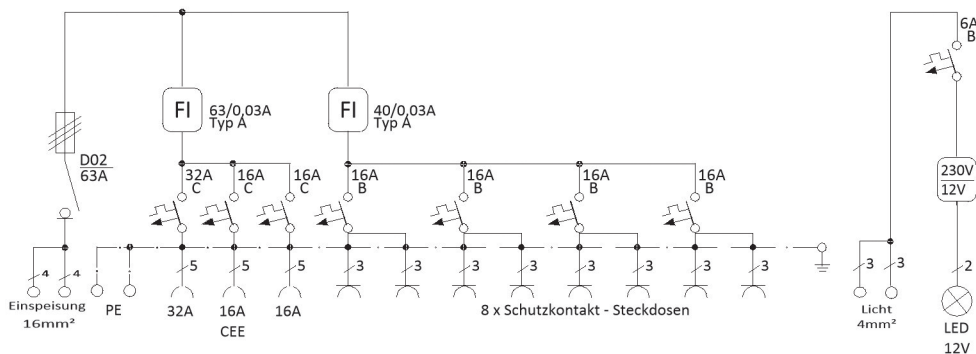 6A
B
FI
63/0,03A
Typ A
FI
40/0,03A
Typ A
D02
63A
32A
C
16A
C
16A
C
16A
B
16A
B
16A
B
16A
B
230V
12V
4
4
5
5
5
3
3
3
3
3
3
3
3
3
3
2
Einspeisung
16mm²
PE
32A
16A
16A
CEE
8 x Schutzkontakt - Steckdosen
Licht
4mm²
LED
12V